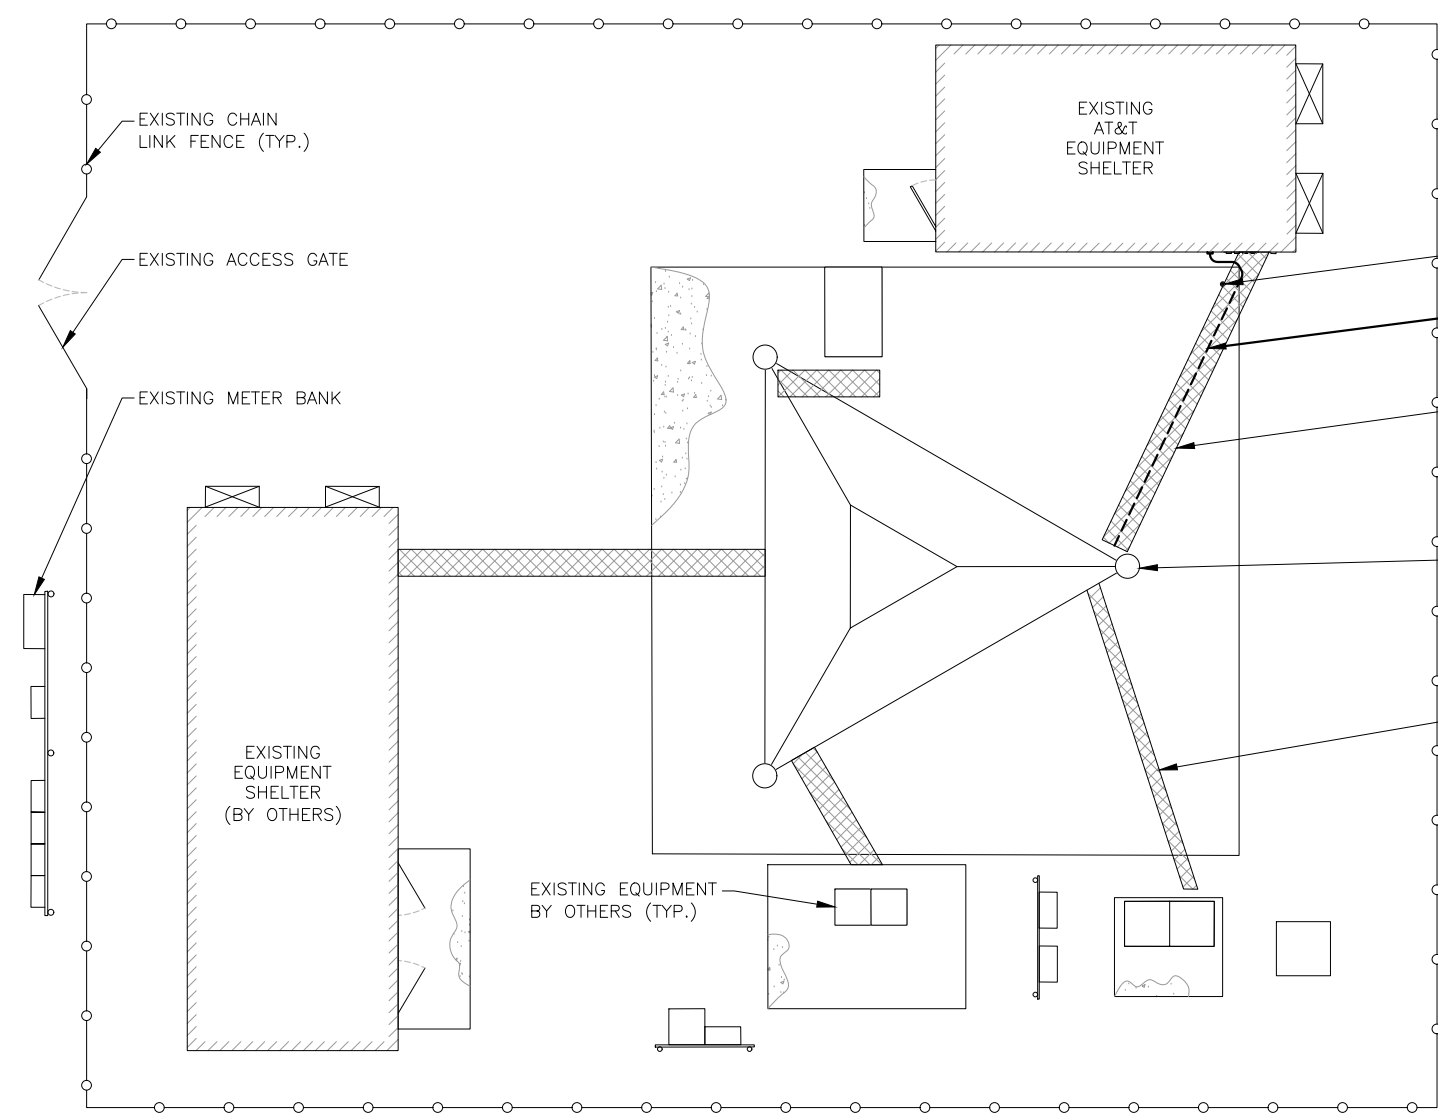 EXISTING CHAIN
LINK FENCE (TYP.)
EXISTING
AT&T
EQUIPMENT
SHELTER
EXISTING ACCESS GATE
EXISTING METER BANK
EXISTING
EQUIPMENT
SHELTER
(BY OTHERS)
EXISTING EQUIPMENT
BY OTHERS (TYP.)